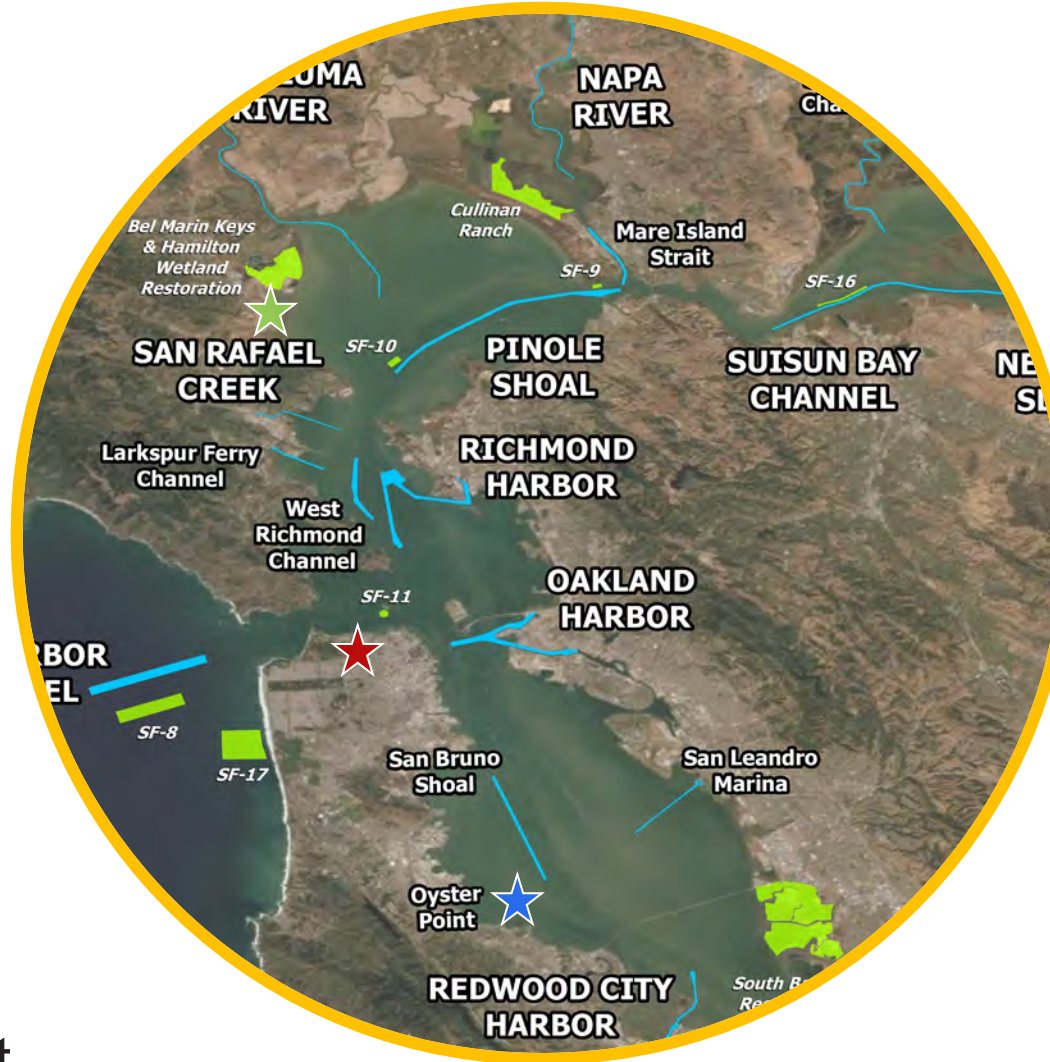 RIVER
NAPA
RIVER
Bel Marin Keys
& Hamilton
Wetland
Restoration
Cullinan
Ranch
Mare Island
Strait
SF-9
SF-16
SAN RAFAEL
CREEK
SF-10
PINOLE
SHOAL
SUISUN BAY
CHANNEL
Larkspur Ferry
Channel
RICHMOND
HARBOR
West
Richmond
Channel
SF-11
OAKLAND
HARBOR
SF-8
SF-17
San Bruno
Shoal
San Leandro
Marina
Oyster
Point
REDWOOD CITY
HARBOR
South